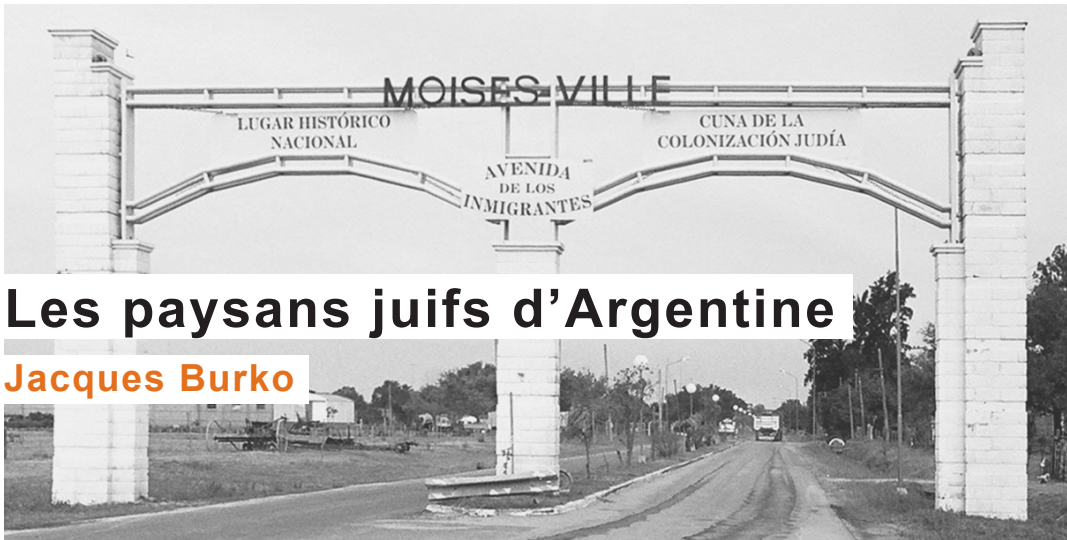 MOISES VILLE
LUGAR HISTÓRICO
NACIONAL
CUNA DE LA
COLONIZACIÓN JUDÍA
AVENIDA
DE LOS
INMIGRANTES
Les paysans juifs d’Argentine
Jacques Burko